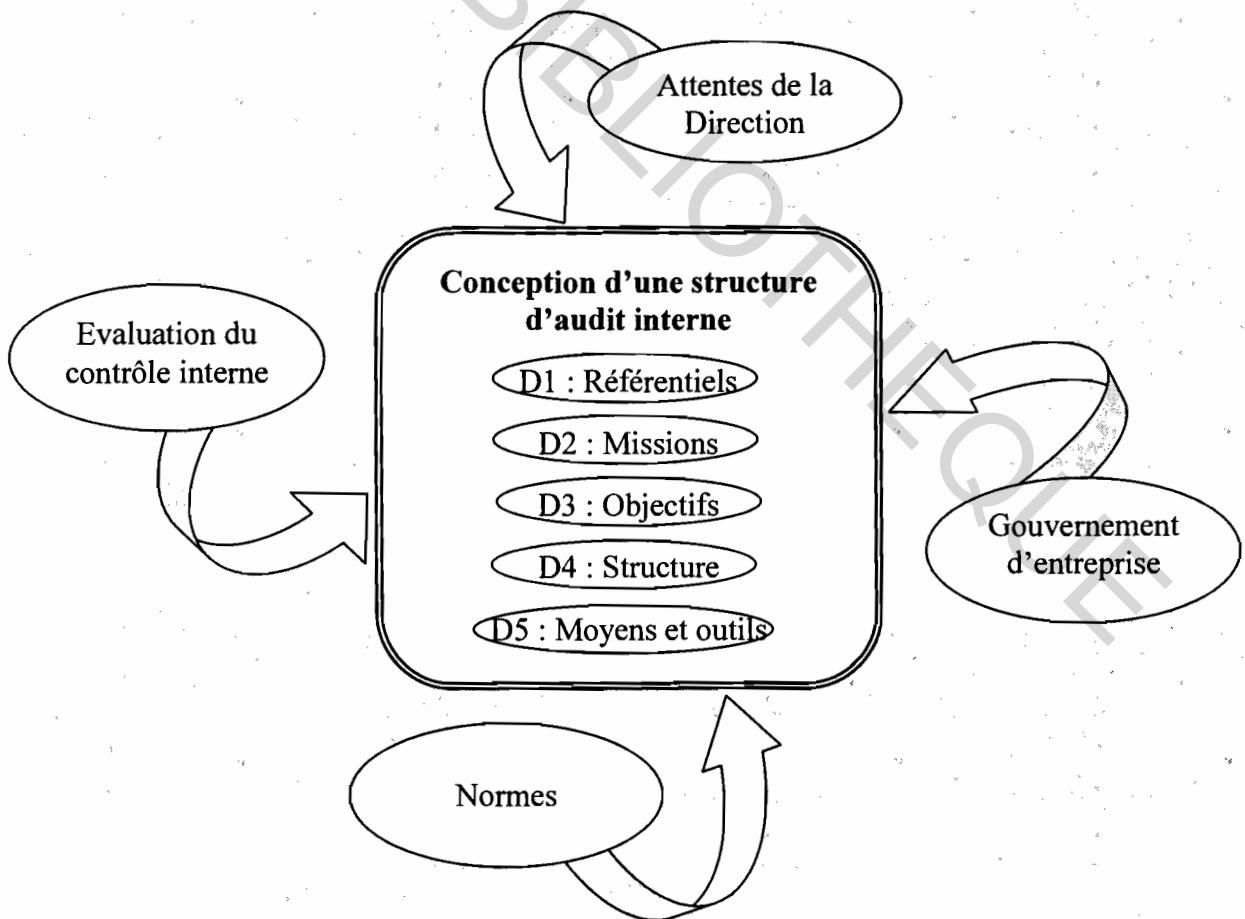 Attentes de la
Direction
Conception d'une structure
d'audit interne
Evaluation du
contrôle interne
D1 : Référentiels
D2 : Missions
D3 : Objectifs
D4 : Structure
D5 : Moyens et outils
Gouvernement
d'entreprise
Normes
BIBLIOTHEQUE